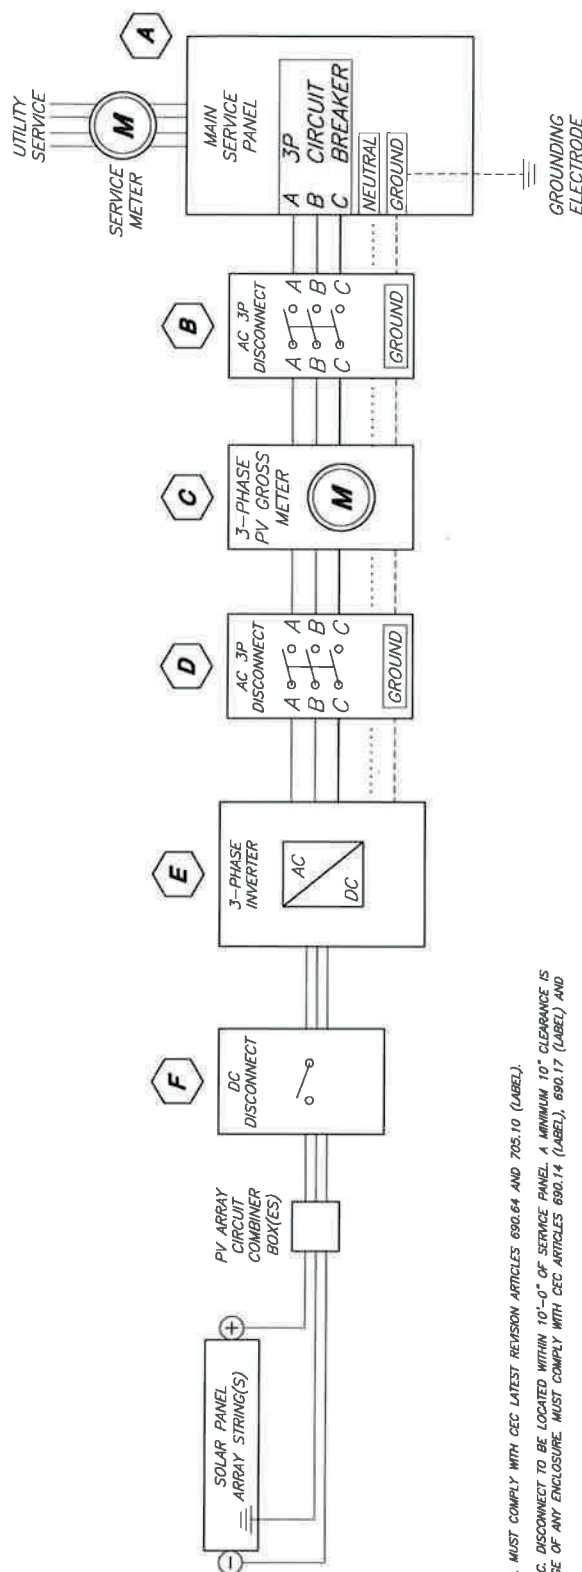 UTILITY
SERVICE
M
SERVICE
METER
A
MAIN
SERVICE
PANEL
A 3P
B CIRCUIT
C BREAKER
NEUTRAL
GROUND
GROUNDING
ELECTRODE
B
AC 3P
DISCONNECT
A A
B B
C C
GROUND
C
3-PHASE
PV GROSS
METER
M
D
AC 3P
DISCONNECT
A A
B B
C C
GROUND
E
3-PHASE
INVERTER
AC
DC
F
DC
DISCONNECT
PV ARRAY
CIRCUIT
COMBINER
BOX(ES)
SOLAR PANEL
ARRAY STRING(S)
+
−
. MUST COMPLY WITH CEC LATEST REVISION ARTICLES 690.64 AND 705.10 (LABEL).
C. DISCONNECT TO BE LOCATED WITHIN 10'-0" OF SERVICE PANEL. A MINIMUM 10" CLEARANCE IS
GE OF ANY ENCLOSURE. MUST COMPLY WITH CEC ARTICLES 690.14 (LABEL), 690.17 (LABEL) AND